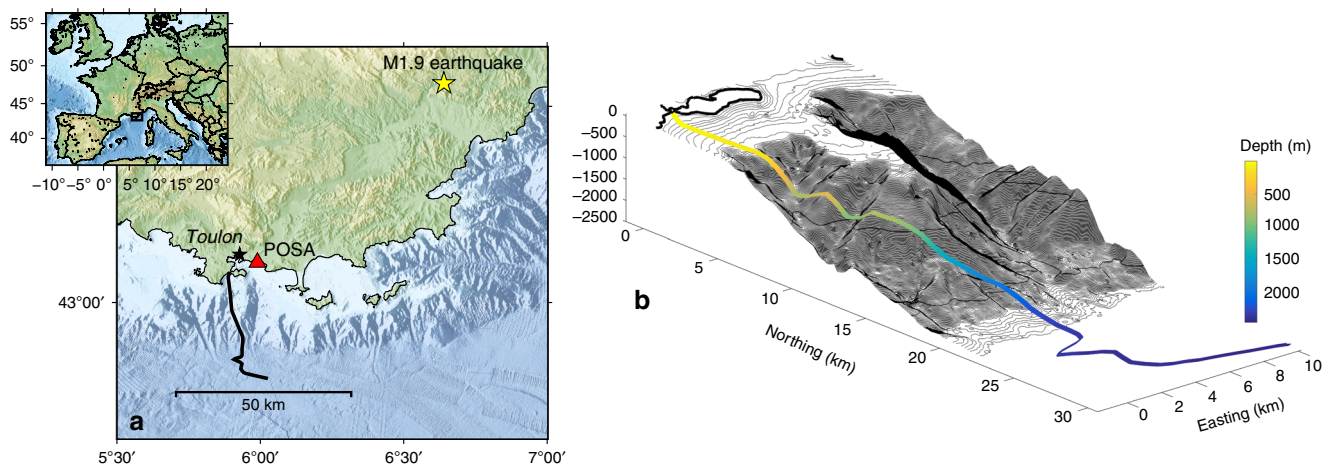 55°
50°
45°
40°
−10°−5° 0° 5° 10° 15° 20°
M1.9 earthquake
Toulon
POSA
43°00′
50 km
a
5°30′ 6°00′ 6°30′ 7°00′
0
−500
−1000
−1500
−2000
−2500
0
5
10
15
20
25
30
Northing (km)
0
2
4
6
8
10
Easting (km)
b
Depth (m)
500
1000
1500
2000